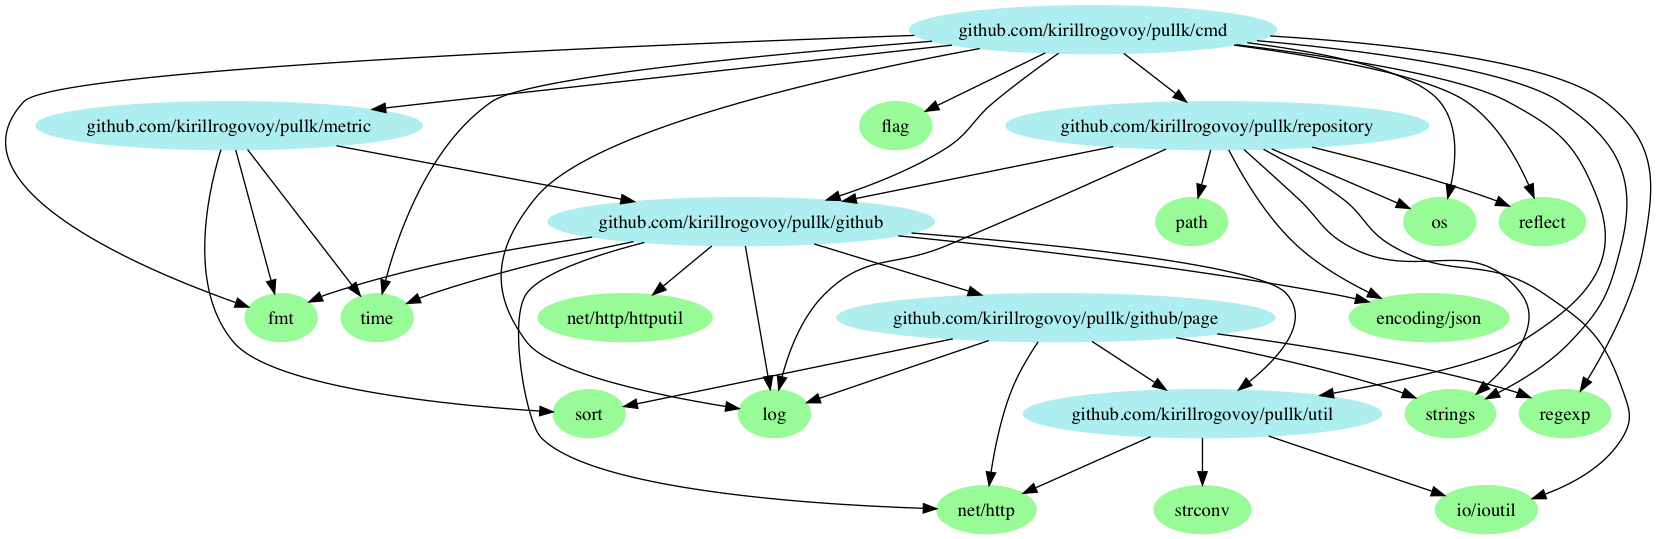 github.com/kirillrogovoy/pullk/cmd
github.com/kirillrogovoy/pullk/metric
flag
github.com/kirillrogovoy/pullk/repository
github.com/kirillrogovoy/pullk/github
path
os
reflect
fmt
time
net/http/httputil
github.com/kirillrogovoy/pullk/github/page
encoding/json
sort
log
github.com/kirillrogovoy/pullk/util
strings
regexp
net/http
strconv
io/ioutil